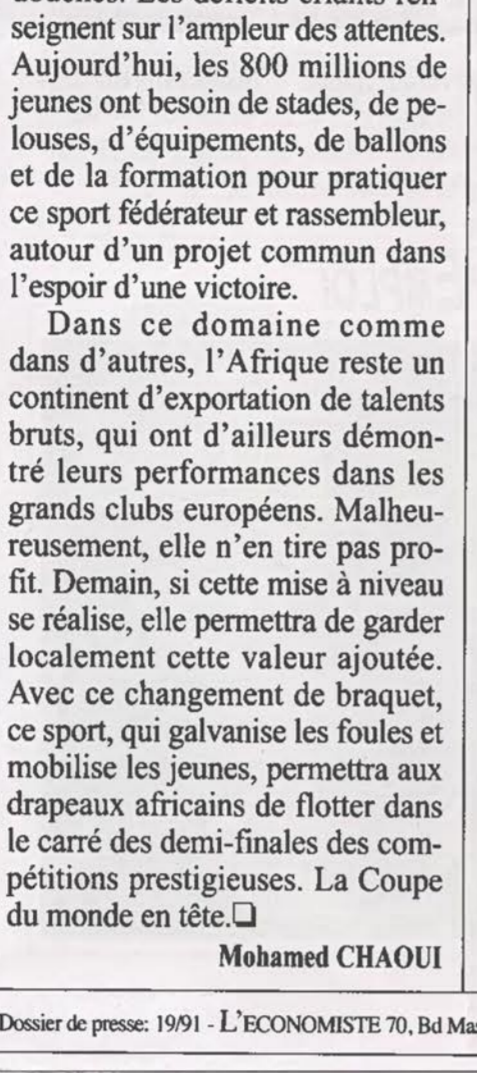 seignent sur l'ampleur des attentes.
Aujourd'hui, les 800 millions de
jeunes ont besoin de stades, de pe-
louses, d'équipements, de ballons
et de la formation pour pratiquer
ce sport fédérateur et rassembleur,
autour d'un projet commun dans
l'espoir d'une victoire.
Dans ce domaine comme
dans d'autres, l'Afrique reste un
continent d'exportation de talents
bruts, qui ont d'ailleurs démon-
tré leurs performances dans les
grands clubs européens. Malheu-
reusement, elle n'en tire pas pro-
fit. Demain, si cette mise à niveau
se réalise, elle permettra de garder
localement cette valeur ajoutée.
Avec ce changement de braquet,
ce sport, qui galvanise les foules et
mobilise les jeunes, permettra aux
drapeaux africains de flotter dans
le carré des demi-finales des com-
pétitions prestigieuses. La Coupe
du monde en tête.❑
Mohamed CHAOUI
Dossier de presse: 19/91 - L'ECONOMISTE 70, Bd